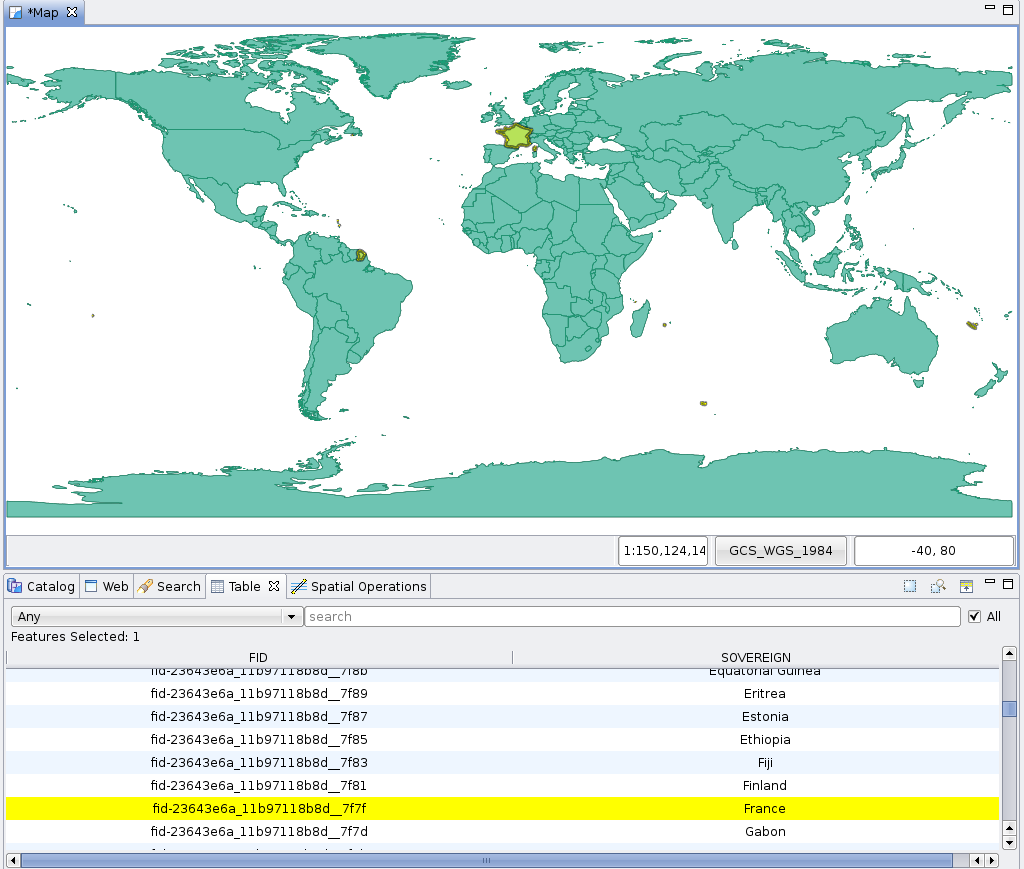 *Map
1:150,124,14
GCS_WGS_1984
-40, 80
Catalog Web Search Table Spatial Operations
Any search All
Features Selected: 1
FID SOVEREIGN
fid-23643e6a_11b97118b8d__7f8b Equatorial Guinea
fid-23643e6a_11b97118b8d__7f89 Eritrea
fid-23643e6a_11b97118b8d__7f87 Estonia
fid-23643e6a_11b97118b8d__7f85 Ethiopia
fid-23643e6a_11b97118b8d__7f83 Fiji
fid-23643e6a_11b97118b8d__7f81 Finland
fid-23643e6a_11b97118b8d__7f7f France
fid-23643e6a_11b97118b8d__7f7d Gabon